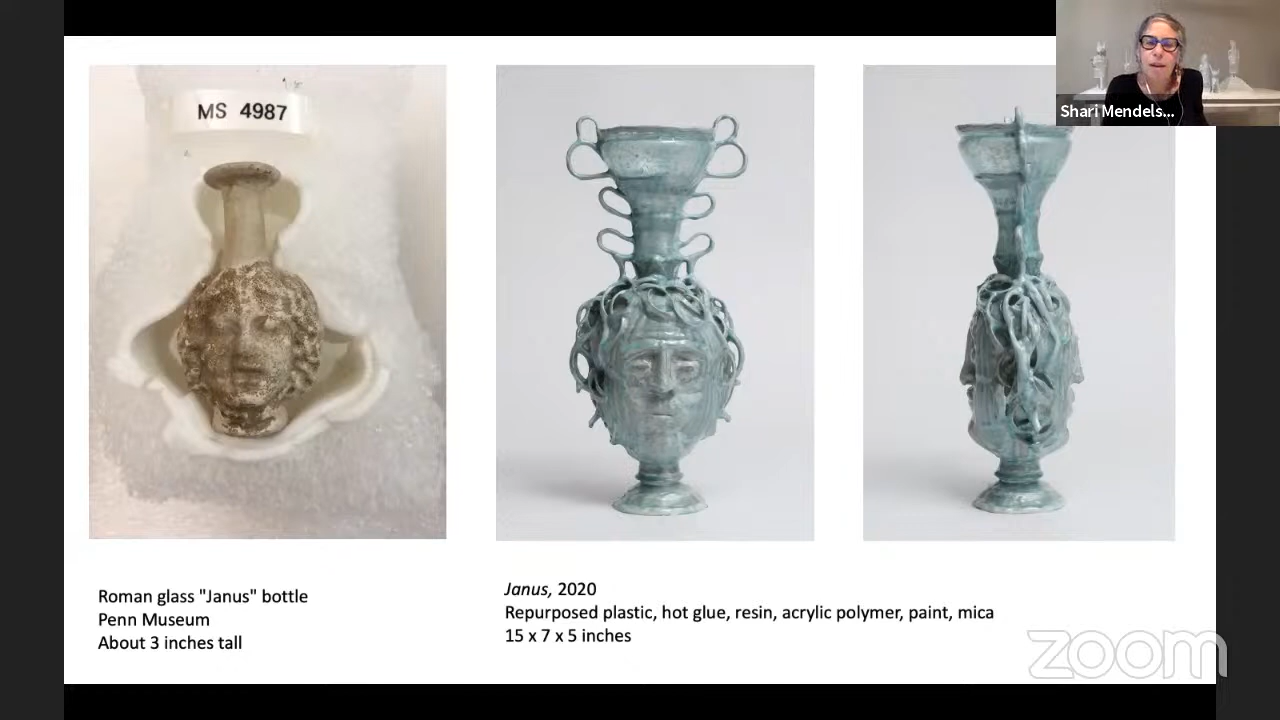 MS 4987
Shari Mendels...
Roman glass "Janus" bottle
Penn Museum
About 3 inches tall
Janus, 2020
Repurposed plastic, hot glue, resin, acrylic polymer, paint, mica
15 x 7 x 5 inches
zoom